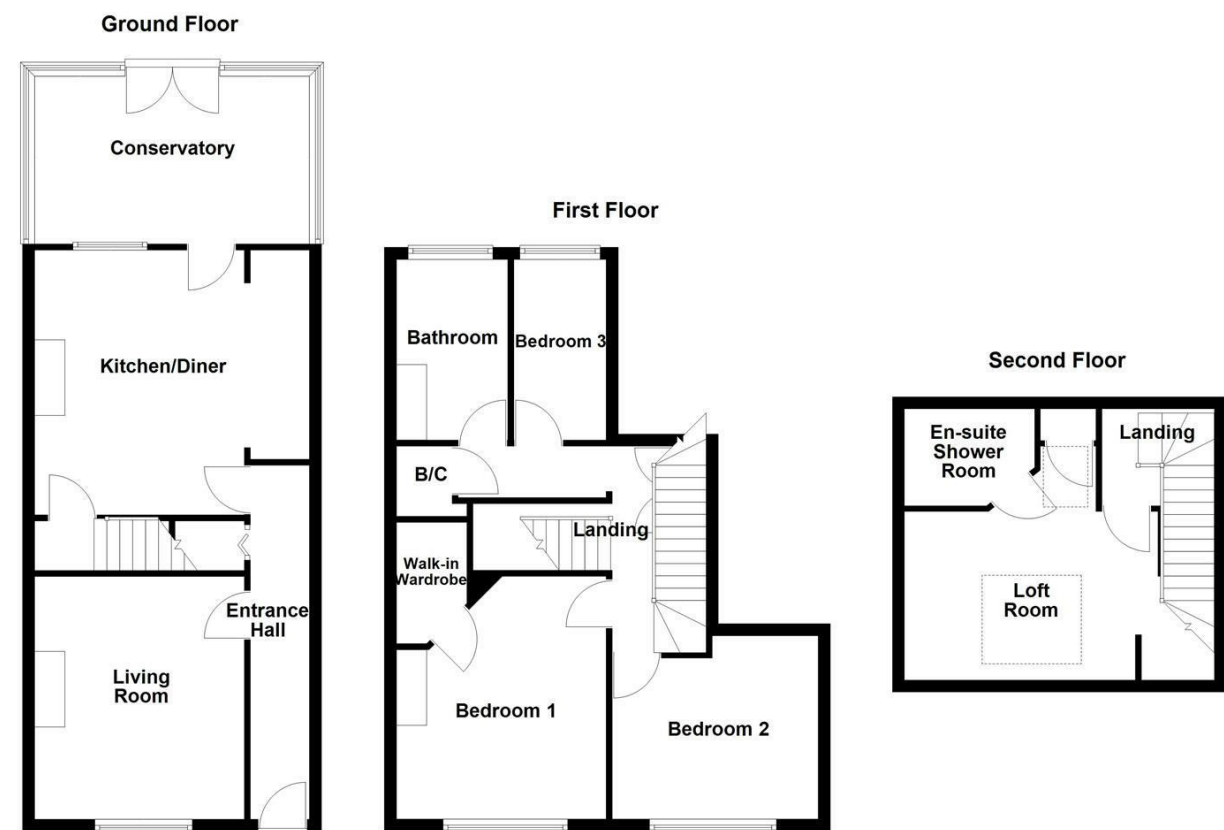 Ground Floor
Conservatory
Kitchen/Diner
Entrance
Hall
Living
Room
First Floor
Bathroom
Bedroom 3
B/C
Landing
Walk-in
Wardrobe
Bedroom 1
Bedroom 2
Second Floor
En-suite
Shower
Room
Landing
Loft
Room